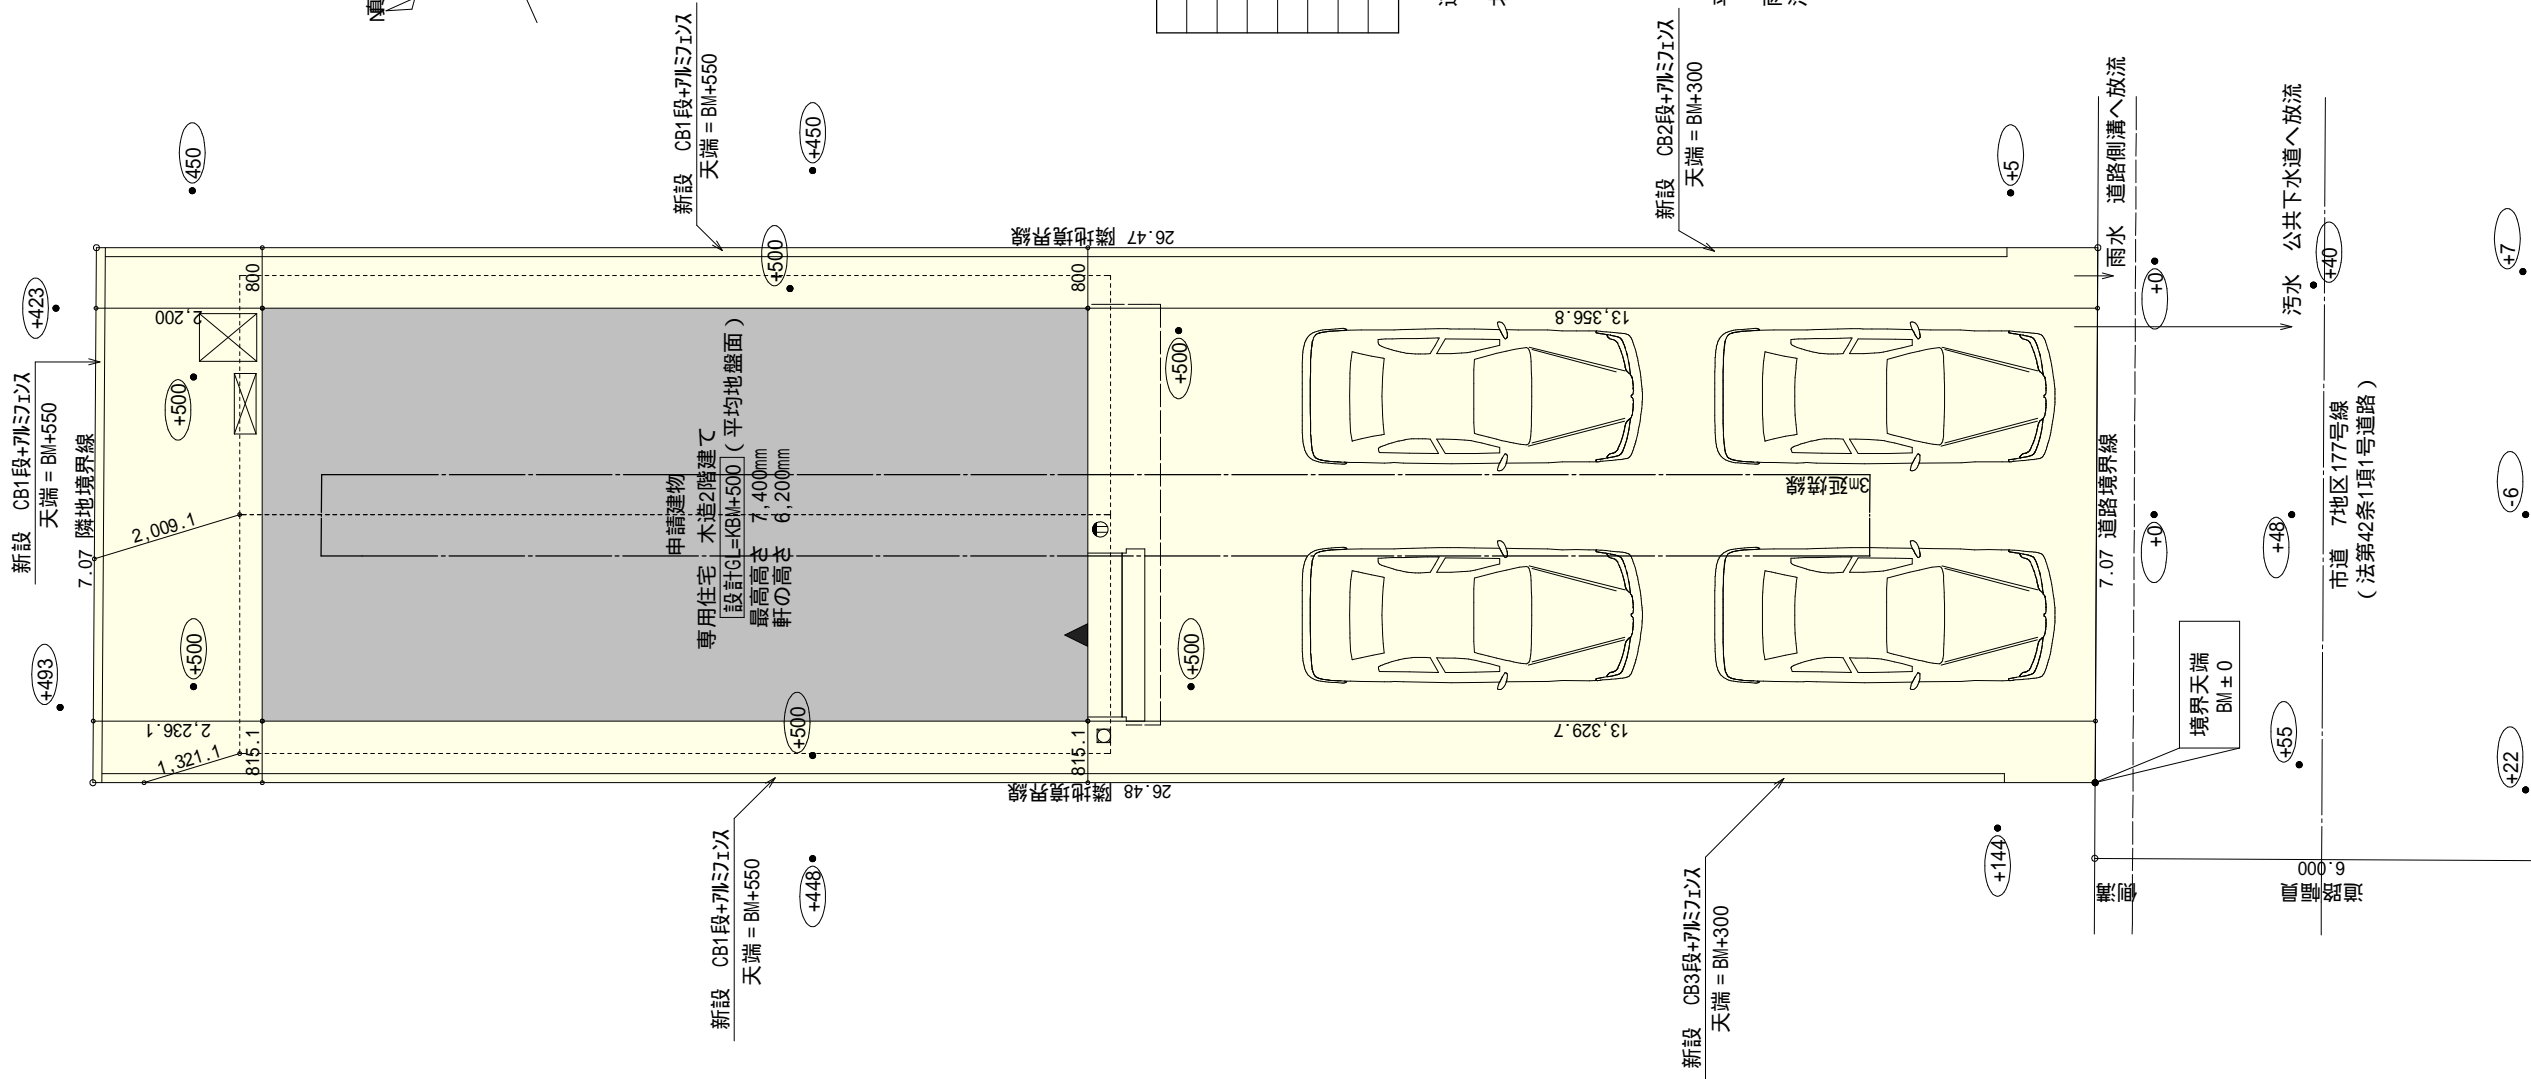 新設 CB1段+アルミフェンス
天端＝BM+550
7.07 隣地境界線
+423
+493
450
+500
+500
2,200
2,236.1
2,009.1
1,321.1
800
815.1
新設 CB1段+アルミフェンス
天端＝BM+550
+450
+500
申請建物
専用住宅 木造2階建て
設計GL=KBM+500（平均地盤面）
最高高さ 7,400mm
軒の高さ 6,200mm
+500
新設 CB1段+アルミフェンス
天端＝BM+550
+448
26.47 隣地境界線
26.48 隣地境界線
800
815.1
+500
+500
13,356.8
13,329.7
3m延焼線
新設 CB2段+アルミフェンス
天端＝BM+300
新設 CB3段+アルミフェンス
天端＝BM+300
+5
+144
7.07 道路境界線
雨水 道路側溝へ放流
+0
+0
境界天端
BM±0
側溝
汚水 公共下水道へ放流
+40
+48
+55
市道 7地区177号線
（法第42条1項1号道路）
道路幅員
6.000
+7
-6
+22